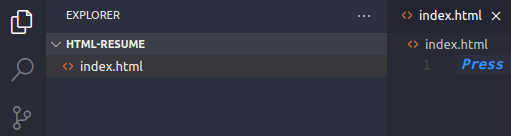 EXPLORER
HTML-RESUME
<> index.html
<> index.html ×
<> index.html
1 Press